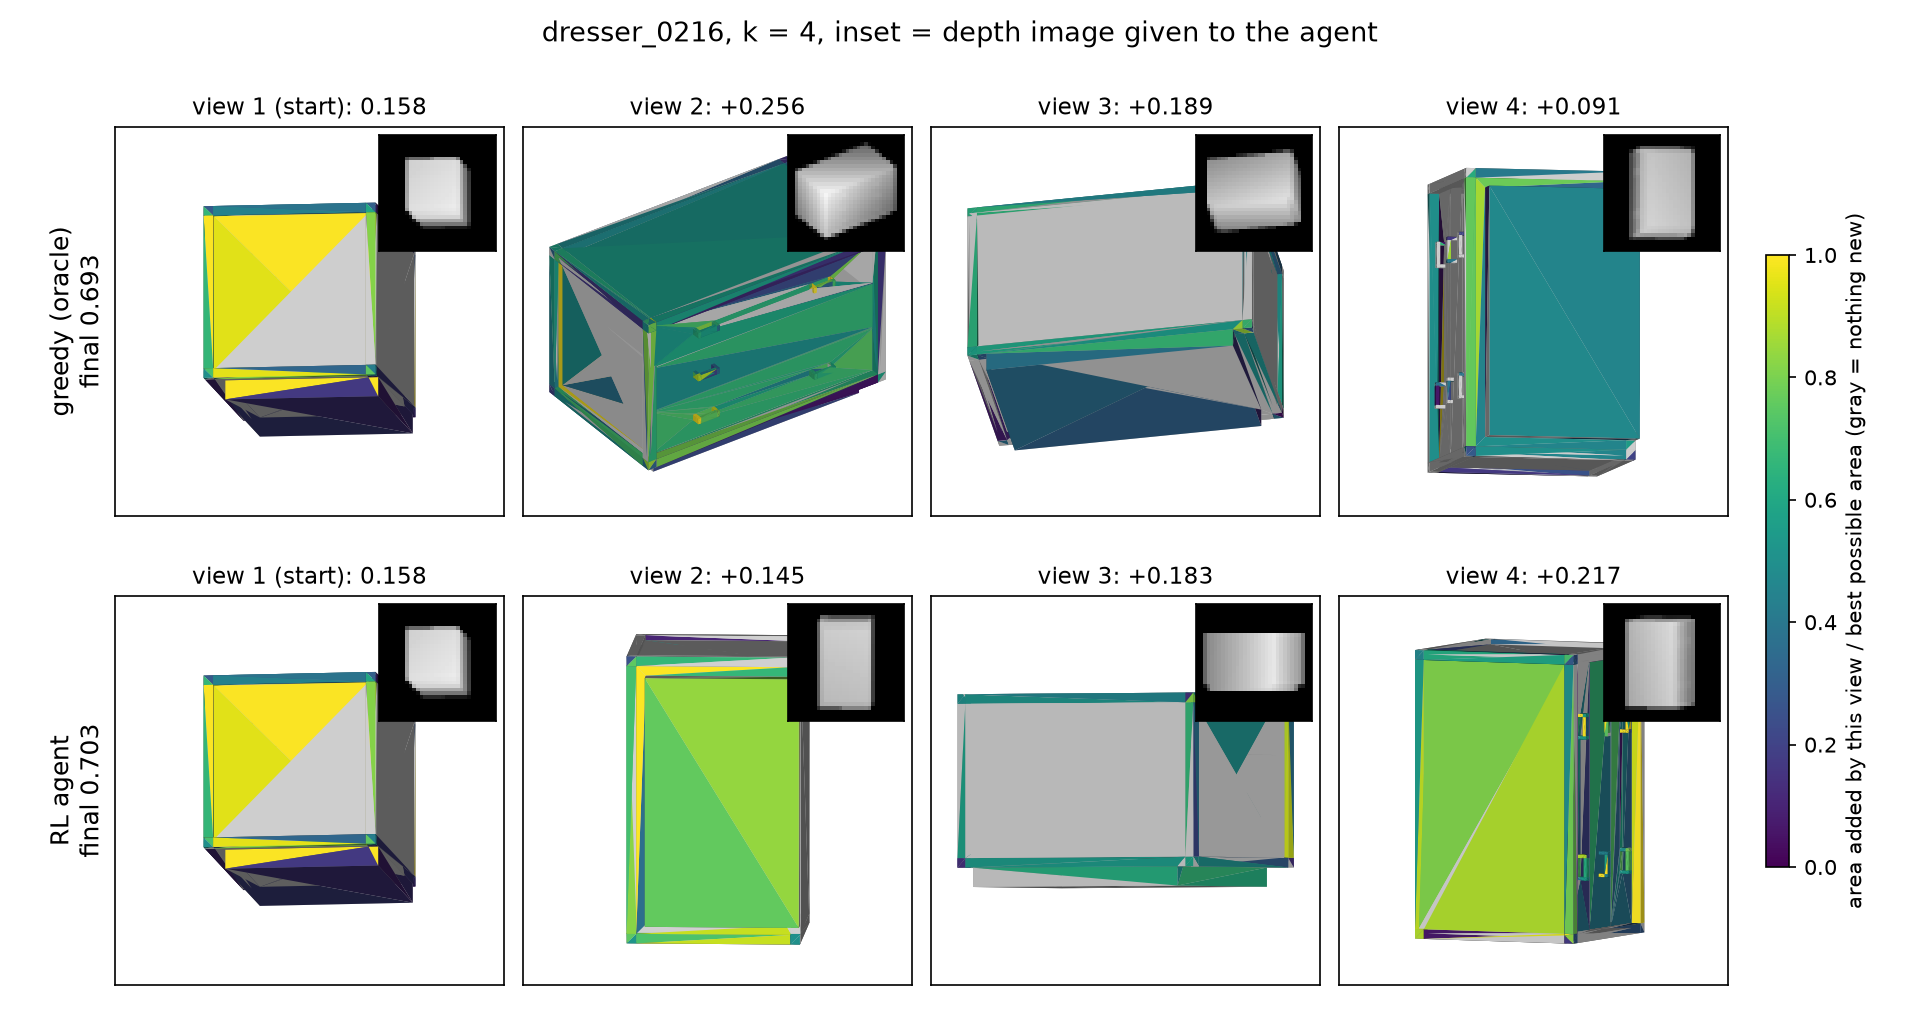 dresser_0216, k = 4, inset = depth image given to the agent
view 1 (start): 0.158
view 2: +0.256
view 3: +0.189
view 4: +0.091
greedy (oracle)
final 0.693
view 1 (start): 0.158
view 2: +0.145
view 3: +0.183
view 4: +0.217
RL agent
final 0.703
1.0
0.8
0.6
0.4
0.2
0.0
area added by this view / best possible area (gray = nothing new)